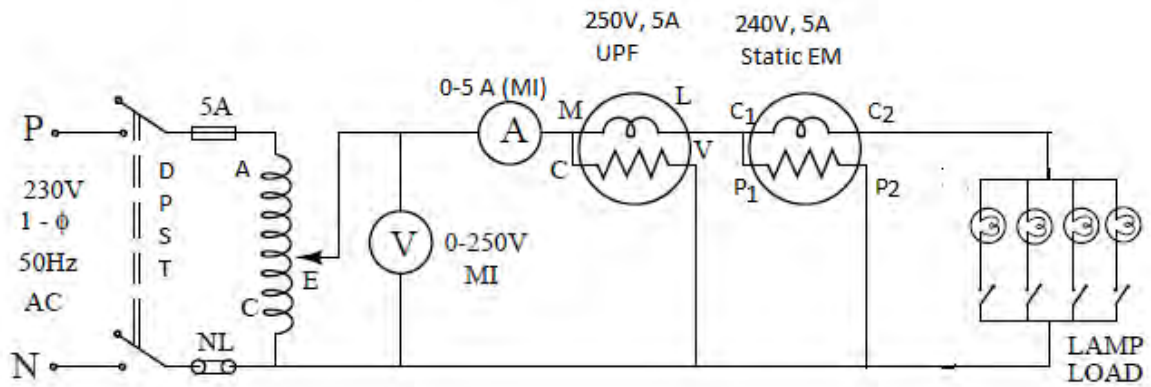 250V, 5A
UPF
240V, 5A
Static EM
0-5 A (MI)
M
L
C1
C2
5A
P
A
A
V
C
P1
P2
D
P
S
T
230V
1 - ϕ
50Hz
AC
V
0-250V
MI
E
C
N
NL
LAMP
LOAD